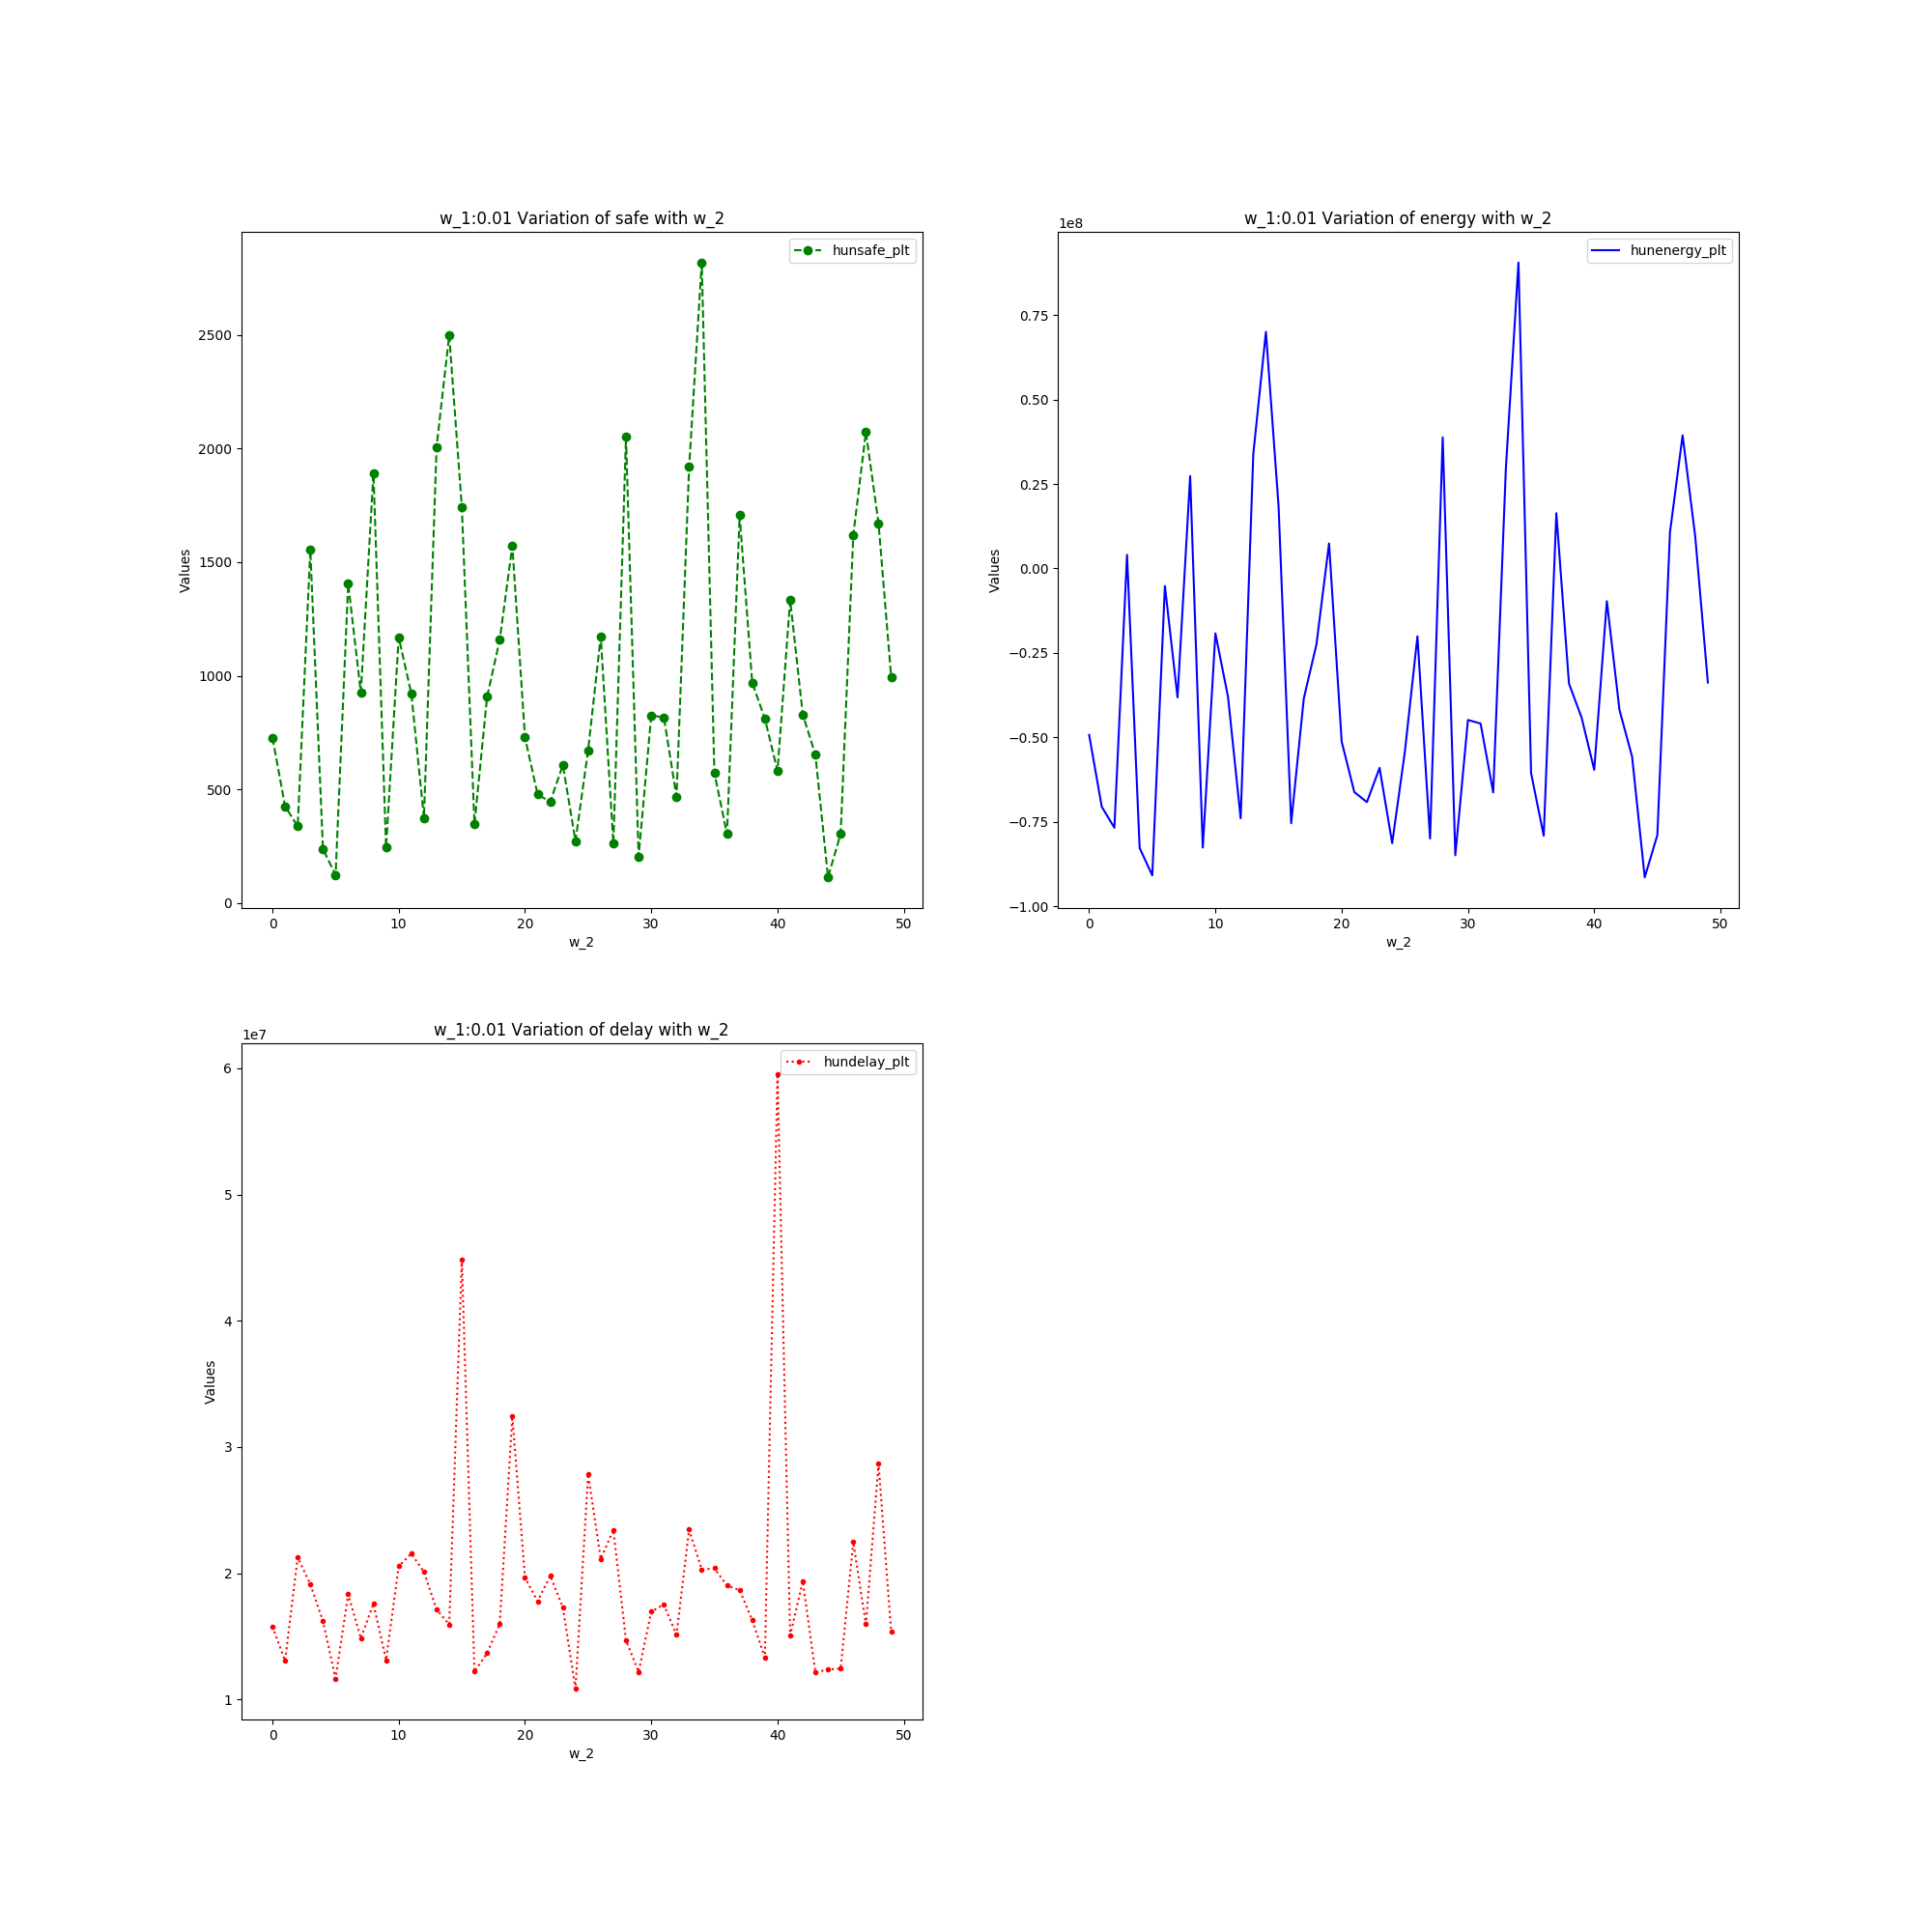 w_1:0.01 Variation of safe with w_2
hunsafe_plt
Values
2500
2000
1500
1000
500
0
0 10 20 30 40 50
w_2
w_1:0.01 Variation of energy with w_2
1e8
hunenergy_plt
Values
0.75
0.50
0.25
0.00
−0.25
−0.50
−0.75
−1.00
0 10 20 30 40 50
w_2
w_1:0.01 Variation of delay with w_2
1e7
hundelay_plt
Values
6
5
4
3
2
1
0 10 20 30 40 50
w_2